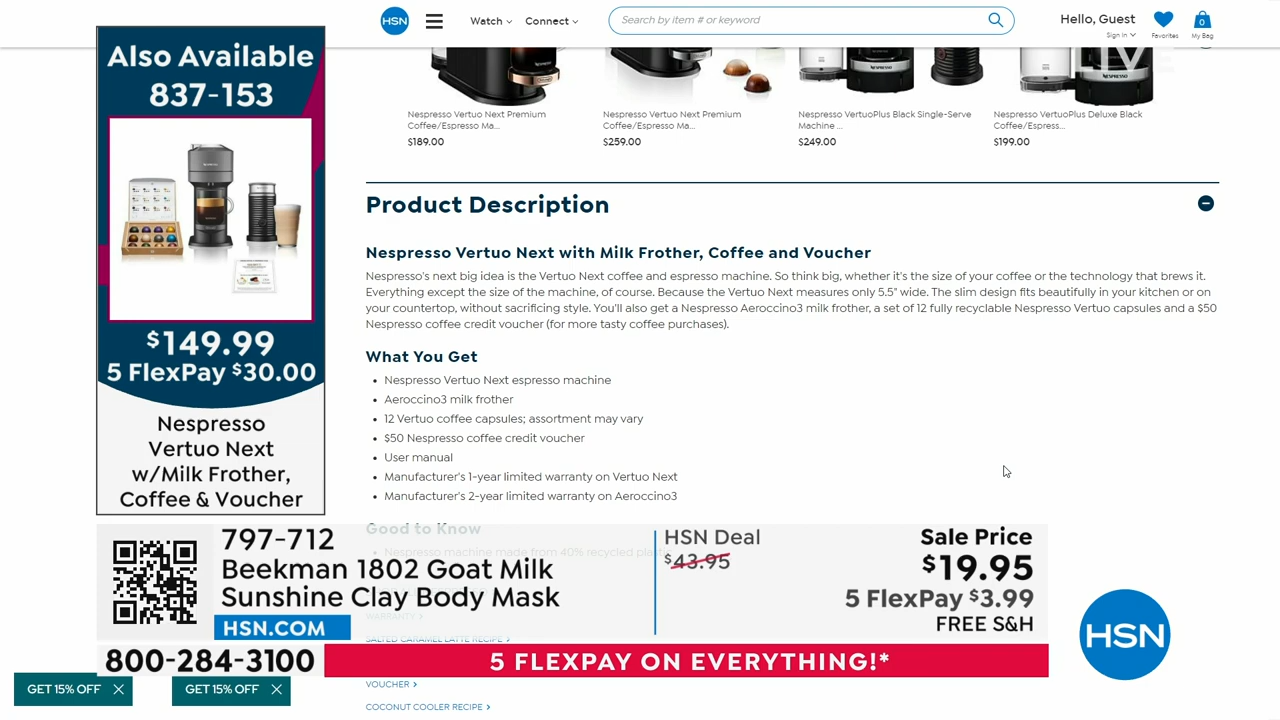 HSN
Watch
Connect
Search by item # or keyword
Hello, Guest
Sign In
Favorites
0
My Bag
LIVE
Also Available
837-153
$149.99
5 FlexPay $30.00
Nespresso
Vertuo Next
w/Milk Frother,
Coffee & Voucher
Nespresso Vertuo Next Premium
Coffee/Espresso Ma...
$189.00
Nespresso Vertuo Next Premium
Coffee/Espresso Ma...
$259.00
Nespresso VertuoPlus Black Single-Serve
Machine ...
$249.00
Nespresso VertuoPlus Deluxe Black
Coffee/Espress...
$199.00
Product Description
Nespresso Vertuo Next with Milk Frother, Coffee and Voucher
Nespresso's next big idea is the Vertuo Next coffee and espresso machine. So think big, whether it's the size of your coffee or the technology that brews it.
Everything except the size of the machine, of course. Because the Vertuo Next measures only 5.5" wide. The slim design fits beautifully in your kitchen or on
your countertop, without sacrificing style. You'll also get a Nespresso Aeroccino3 milk frother, a set of 12 fully recyclable Nespresso Vertuo capsules and a $50
Nespresso coffee credit voucher (for more tasty coffee purchases).
What You Get
• Nespresso Vertuo Next espresso machine
• Aeroccino3 milk frother
• 12 Vertuo coffee capsules; assortment may vary
• $50 Nespresso coffee credit voucher
• User manual
• Manufacturer's 1-year limited warranty on Vertuo Next
• Manufacturer's 2-year limited warranty on Aeroccino3
Good to Know
• Nespresso machine made from 40% recycled plastic
WARRANTY >
SALTED CARAMEL LATTE RECIPE >
797-712
Beekman 1802 Goat Milk
Sunshine Clay Body Mask
HSN.COM
HSN Deal
$43.95
Sale Price
$19.95
5 FlexPay $3.99
FREE S&H
HSN
800-284-3100
5 FLEXPAY ON EVERYTHING!*
GET 15% OFF
GET 15% OFF
VOUCHER >
COCONUT COOLER RECIPE >